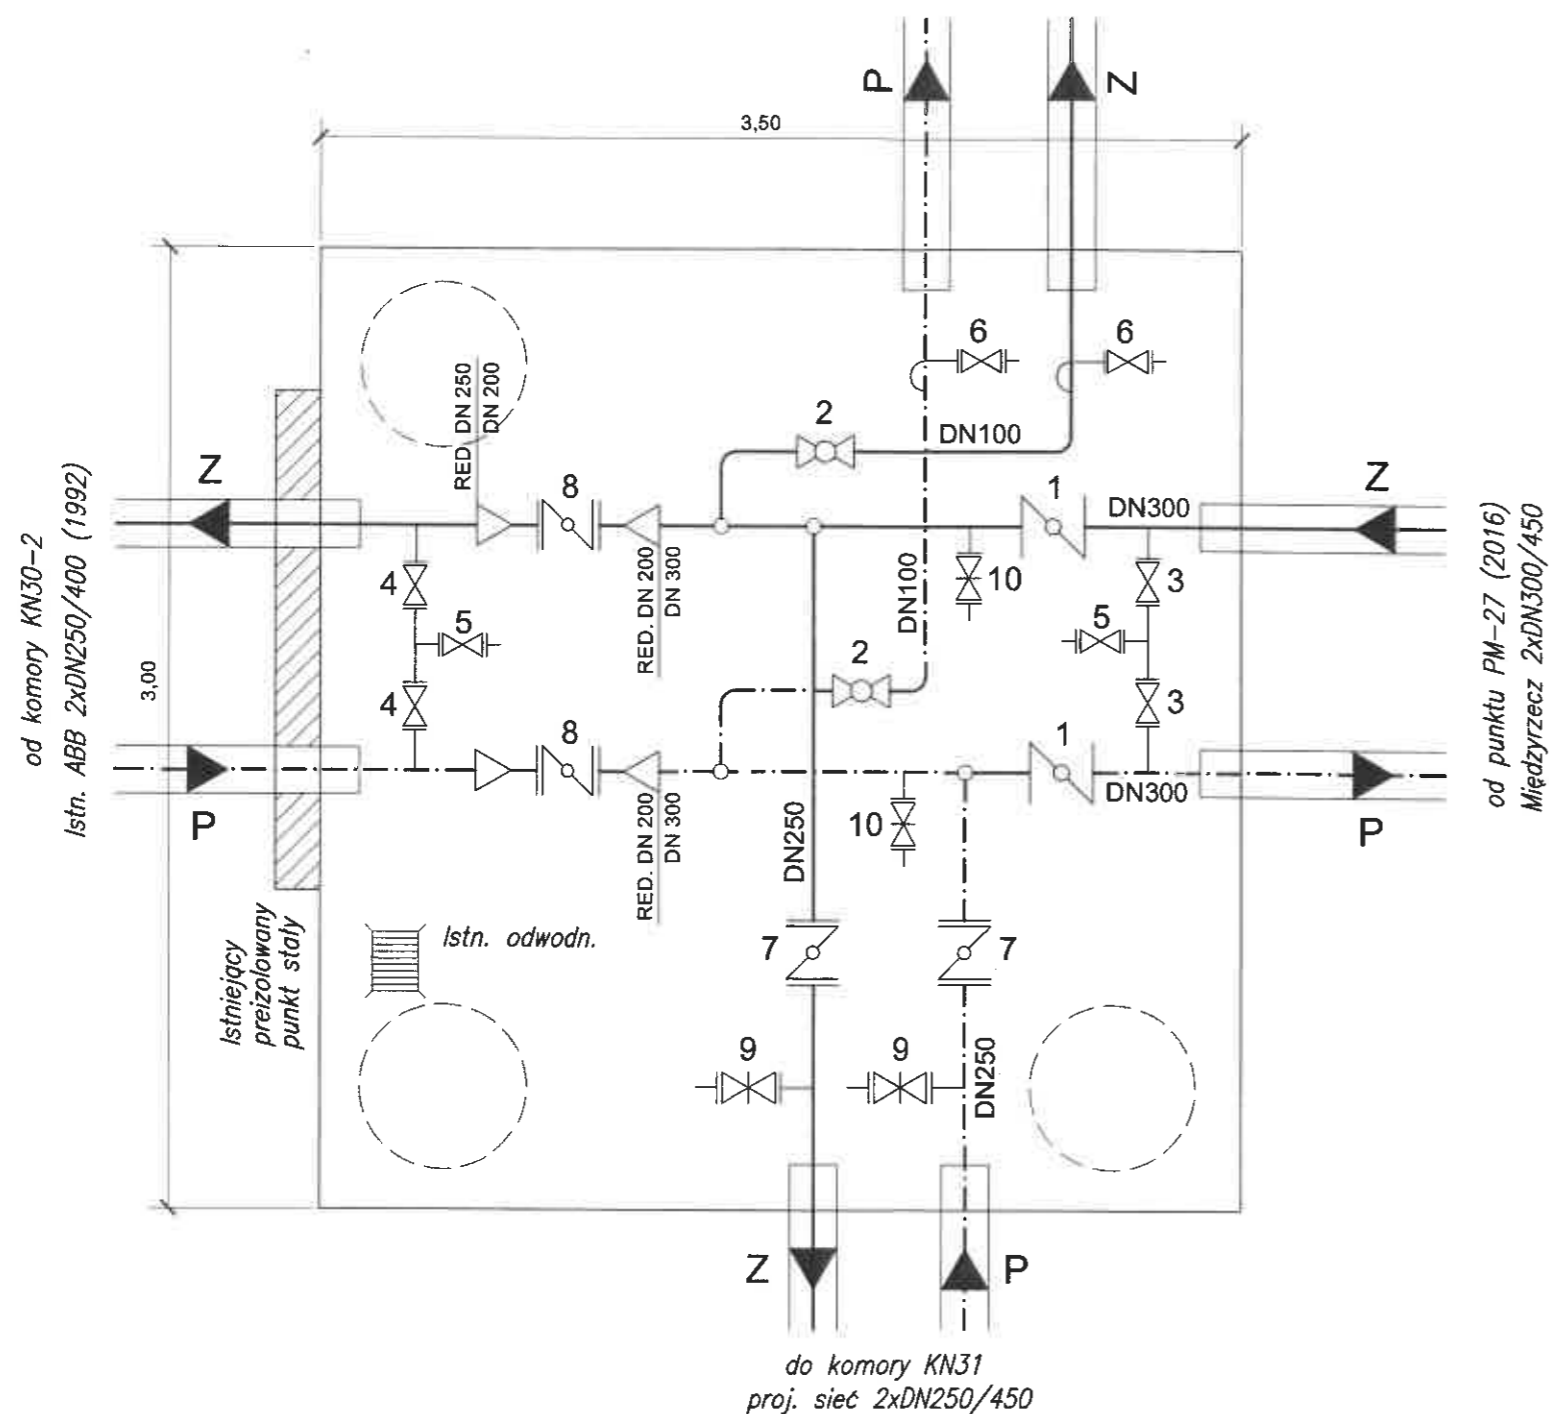 P
Z
3,50
6
6
2
DN100
RED. DN 250
DN 200
Z
8
1
DN300
Z
od komory KN30-2
Istn. ABB 2xDN250/400 (1992)
4
5
RED. DN 200
DN 300
DN100
10
3
5
od punktu PM-27 (2016)
Międzyrzecz 2xDN300/450
3,00
2
4
3
8
1
P
RED. DN 200
DN 300
DN250
10
DN300
P
Istniejący
preizolowany
punkt stały
Istn. odwodn.
7
7
9
9
DN250
Z
P
do komory KN31
proj. sieć 2xDN250/450